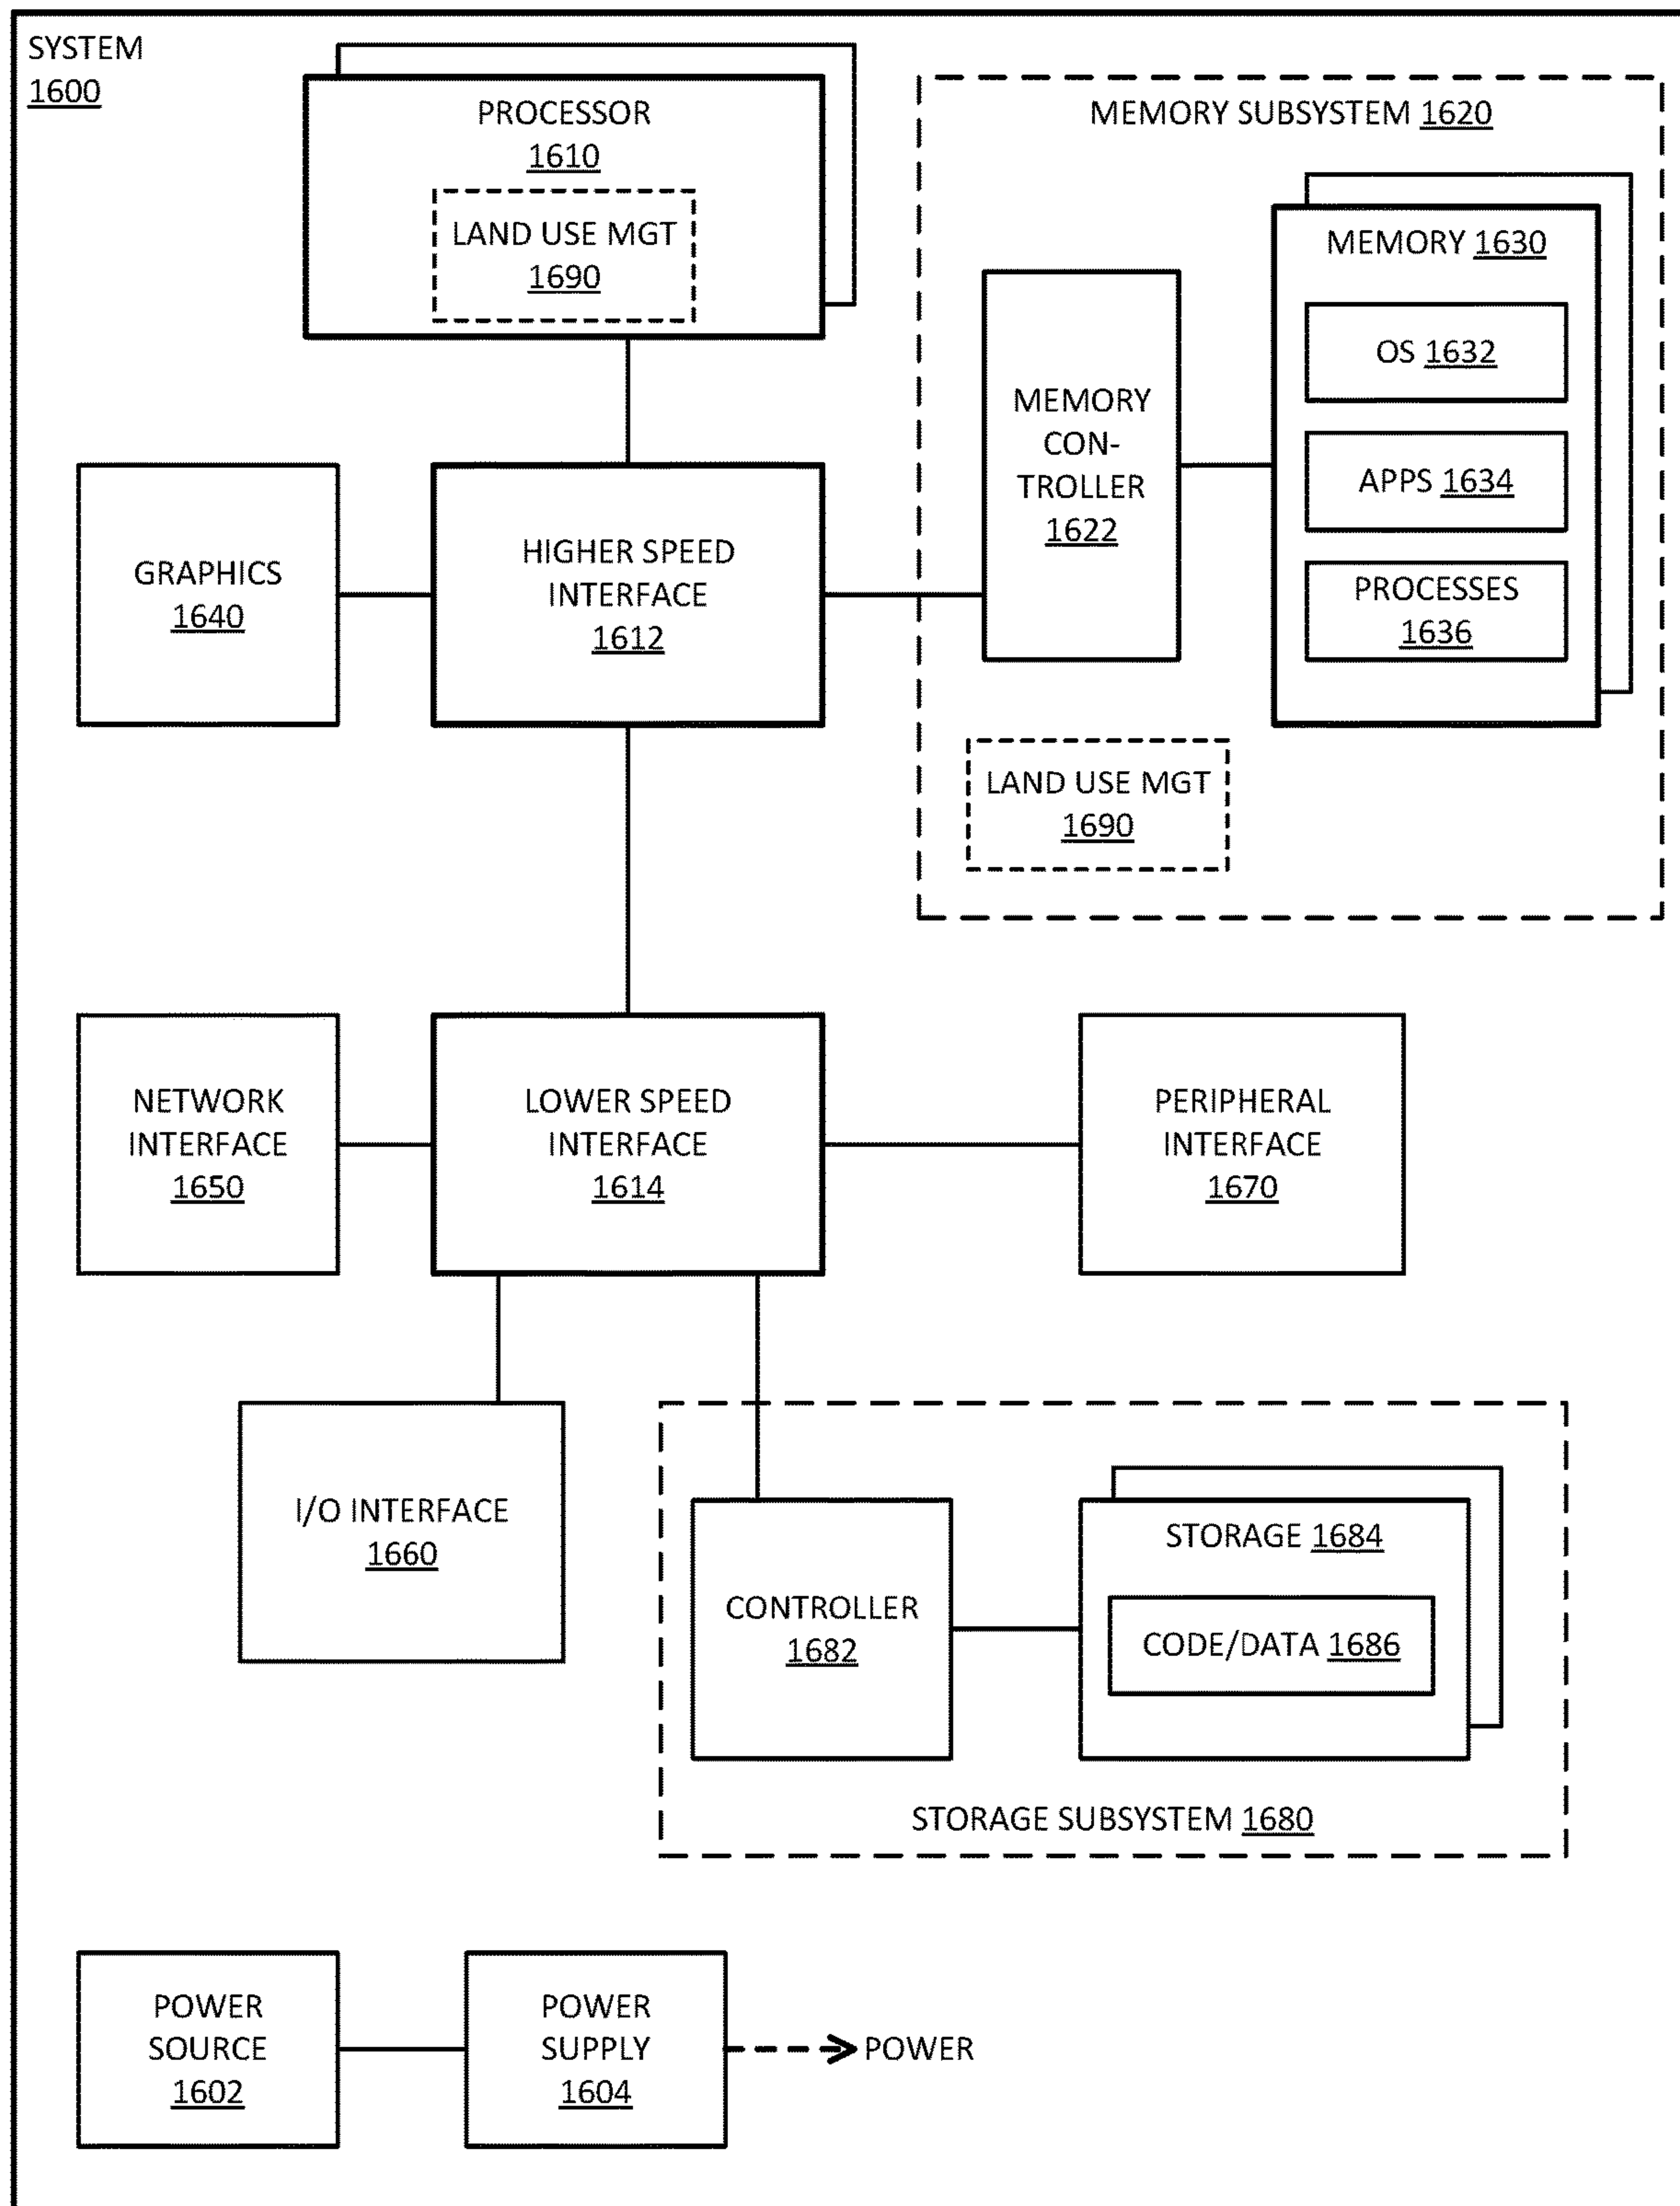 SYSTEM
1600
PROCESSOR
1610
LAND USE MGT
1690
MEMORY SUBSYSTEM 1620
MEMORY
CON-
TROLLER
1622
MEMORY 1630
OS 1632
APPS 1634
PROCESSES
1636
LAND USE MGT
1690
GRAPHICS
1640
HIGHER SPEED
INTERFACE
1612
NETWORK
INTERFACE
1650
LOWER SPEED
INTERFACE
1614
PERIPHERAL
INTERFACE
1670
I/O INTERFACE
1660
CONTROLLER
1682
STORAGE 1684
CODE/DATA 1686
STORAGE SUBSYSTEM 1680
POWER
SOURCE
1602
POWER
SUPPLY
1604
POWER